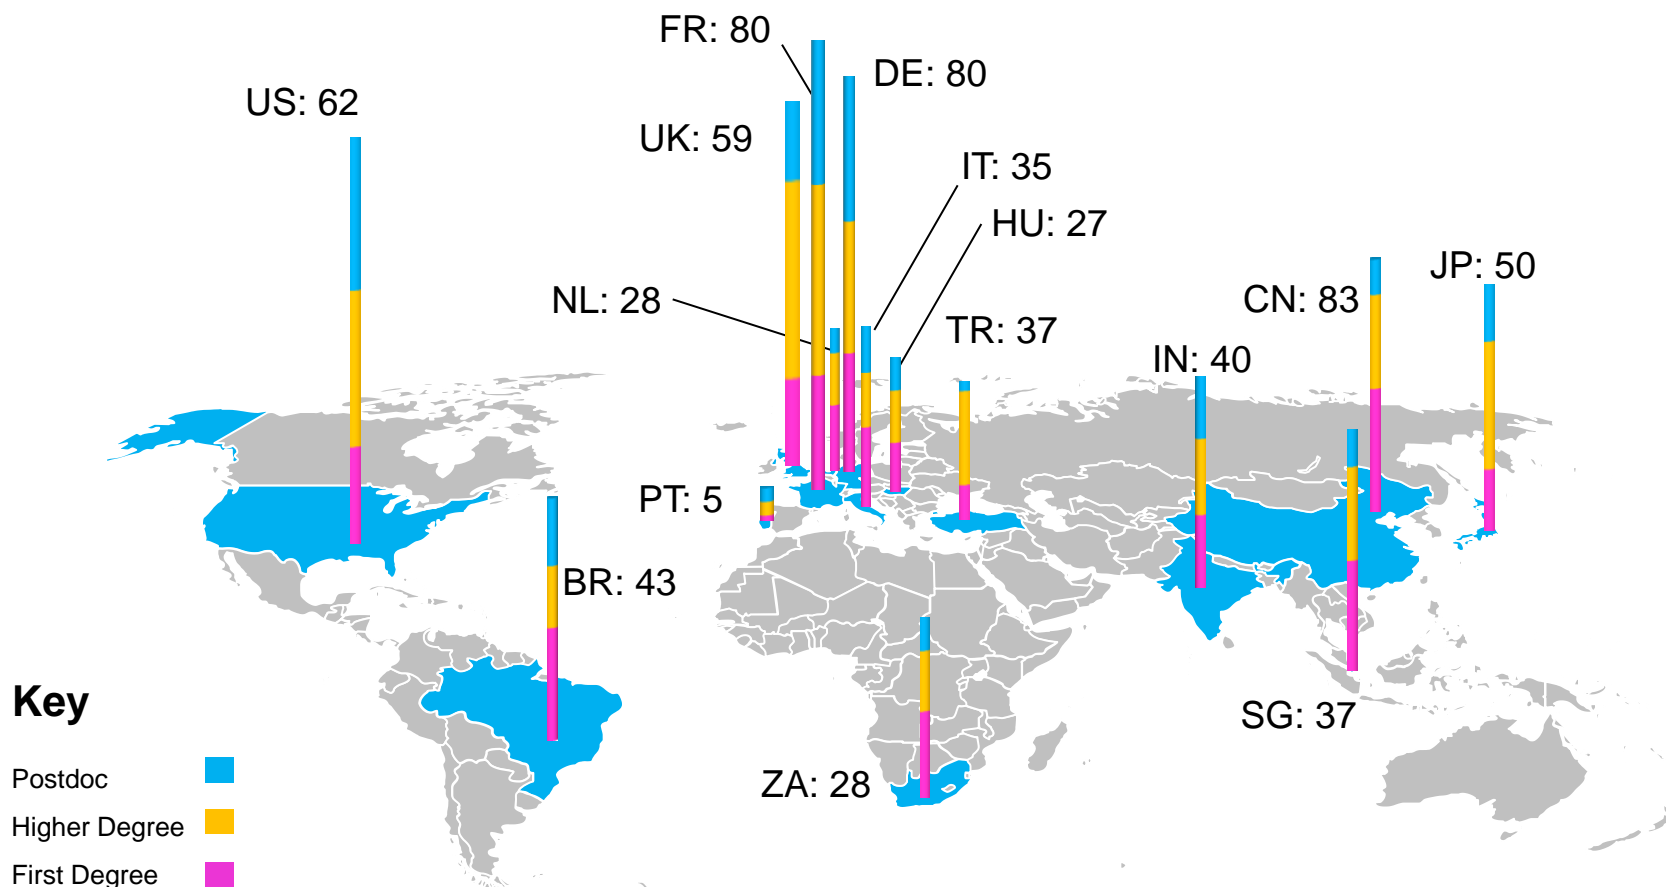 FR: 80
DE: 80
US: 62
UK: 59
IT: 35
HU: 27
JP: 50
NL: 28
CN: 83
TR: 37
IN: 40
PT: 5
BR: 43
Key
SG: 37
Postdoc
ZA: 28
Higher Degree
First Degree